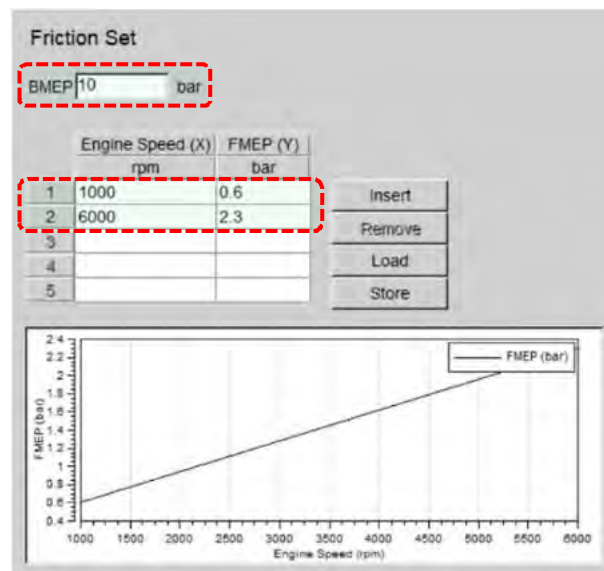 Friction Set
BMEP 10 bar
Engine Speed (X) FMEP (Y)
rpm bar
1 1000 0.6
2 6000 2.3
3
4
5
Insert
Remove
Load
Store
2.4
2.2
2
1.8
1.6
1.4
1.2
1
0.8
0.6
0.4
FMEP (bar)
FMEP (bar)
1000 1500 2000 2500 3000 3500 4000 4500 5000 5500 6000
Engine Speed (rpm)